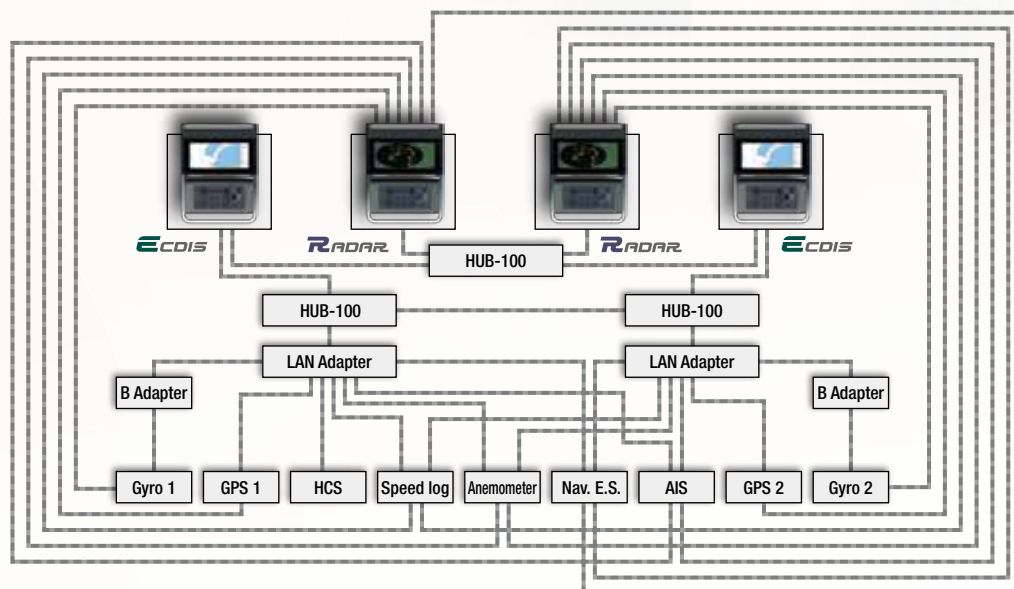 ECDIS
RADAR
RADAR
ECDIS
HUB-100
HUB-100
HUB-100
LAN Adapter
LAN Adapter
B Adapter
B Adapter
Gyro 1
GPS 1
HCS
Speed log
Anemometer
Nav. E.S.
AIS
GPS 2
Gyro 2